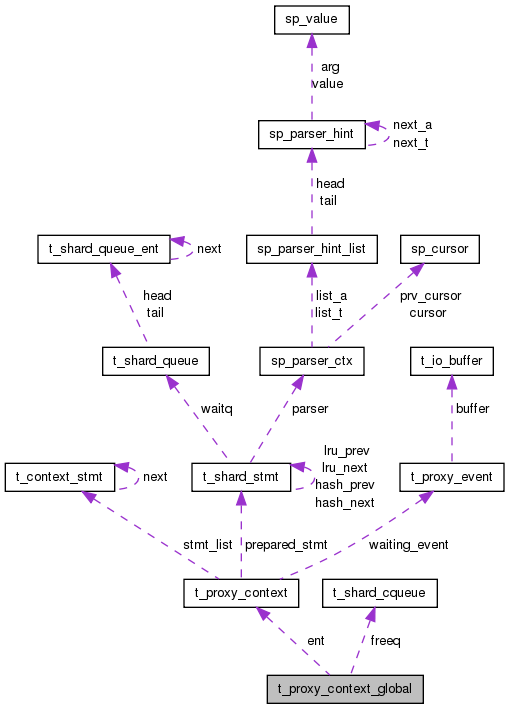 sp_value
arg
value
sp_parser_hint
next_a
next_t
head
tail
t_shard_queue_ent
next
sp_parser_hint_list
sp_cursor
head
tail
list_a
list_t
prv_cursor
cursor
t_shard_queue
sp_parser_ctx
t_io_buffer
waitq
parser
buffer
t_context_stmt
next
t_shard_stmt
lru_prev
lru_next
hash_prev
hash_next
t_proxy_event
stmt_list
prepared_stmt
waiting_event
t_proxy_context
t_shard_cqueue
ent
freeq
t_proxy_context_global